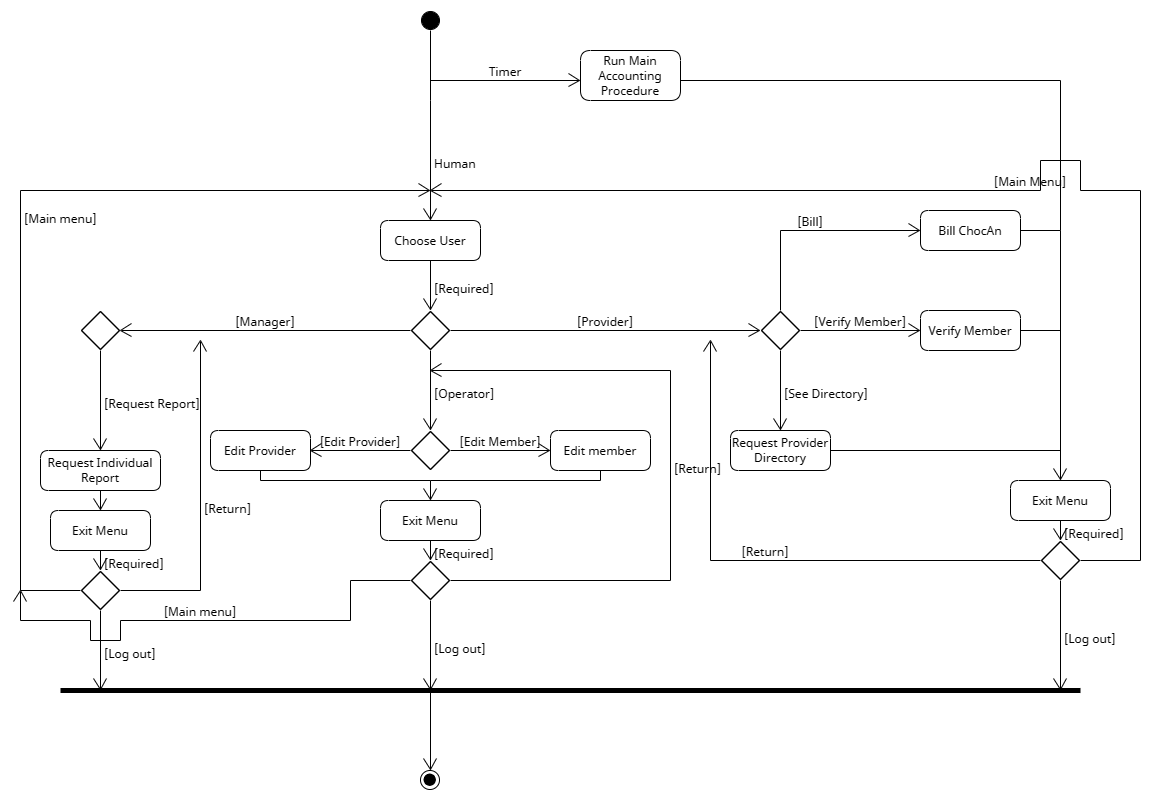 Run Main
Accounting
Procedure
Timer
Human
[Main Menu]
[Main menu]
[Bill]
Bill ChocAn
Choose User
[Required]
[Manager]
[Provider]
[Verify Member]
Verify Member
[Request Report]
[Operator]
[See Directory]
Edit Provider
[Edit Provider]
[Edit Member]
Edit member
Request Provider
Directory
Request Individual
Report
[Return]
[Return]
Exit Menu
Exit Menu
Exit Menu
[Required]
[Required]
[Required]
[Return]
[Main menu]
[Log out]
[Log out]
[Log out]